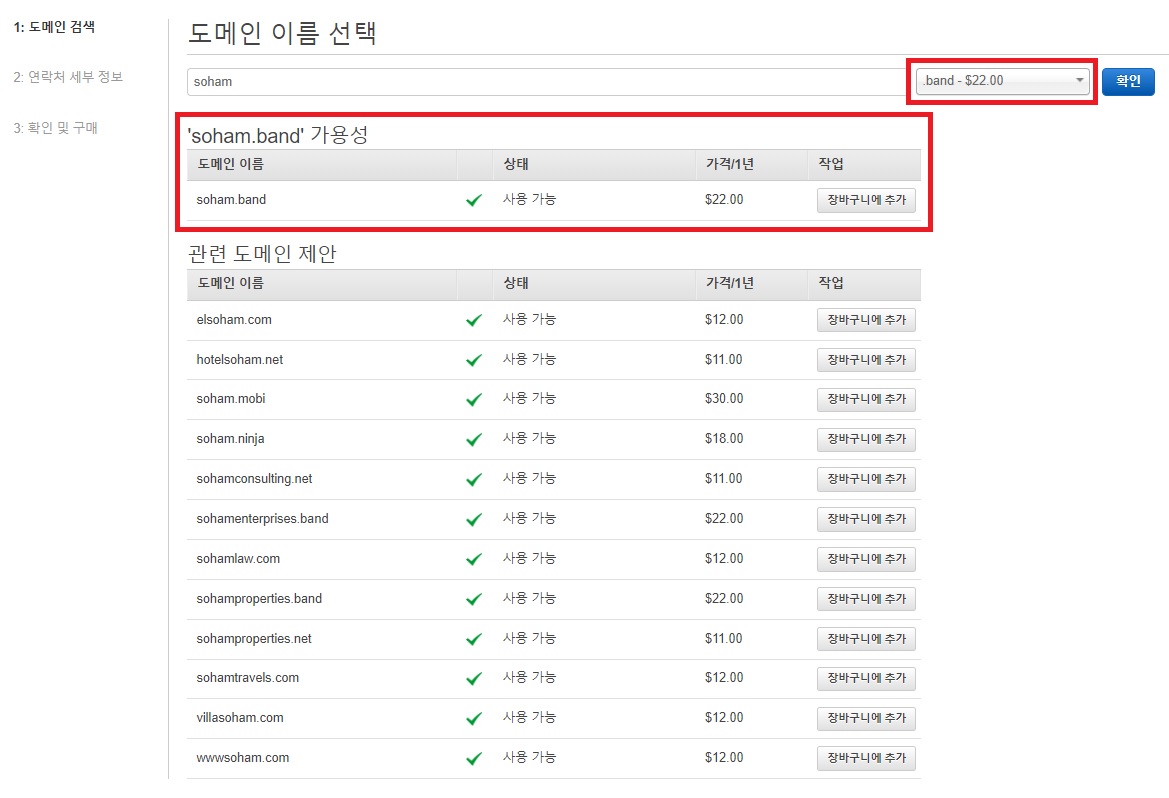 1: 도메인 검색
2: 연락처 세부 정보
3: 확인 및 구매
도메인 이름 선택
soham .band - $22.00 확인
'soham.band' 가용성
도메인 이름 상태 가격/1년 작업
soham.band 사용 가능 $22.00 장바구니에 추가
관련 도메인 제안
도메인 이름 상태 가격/1년 작업
elsoham.com 사용 가능 $12.00 장바구니에 추가
hotelsoham.net 사용 가능 $11.00 장바구니에 추가
soham.mobi 사용 가능 $30.00 장바구니에 추가
soham.ninja 사용 가능 $18.00 장바구니에 추가
sohamconsulting.net 사용 가능 $11.00 장바구니에 추가
sohamenterprises.band 사용 가능 $22.00 장바구니에 추가
sohamlaw.com 사용 가능 $12.00 장바구니에 추가
sohamproperties.band 사용 가능 $22.00 장바구니에 추가
sohamproperties.net 사용 가능 $11.00 장바구니에 추가
sohamtravels.com 사용 가능 $12.00 장바구니에 추가
villasoham.com 사용 가능 $12.00 장바구니에 추가
wwwsoham.com 사용 가능 $12.00 장바구니에 추가